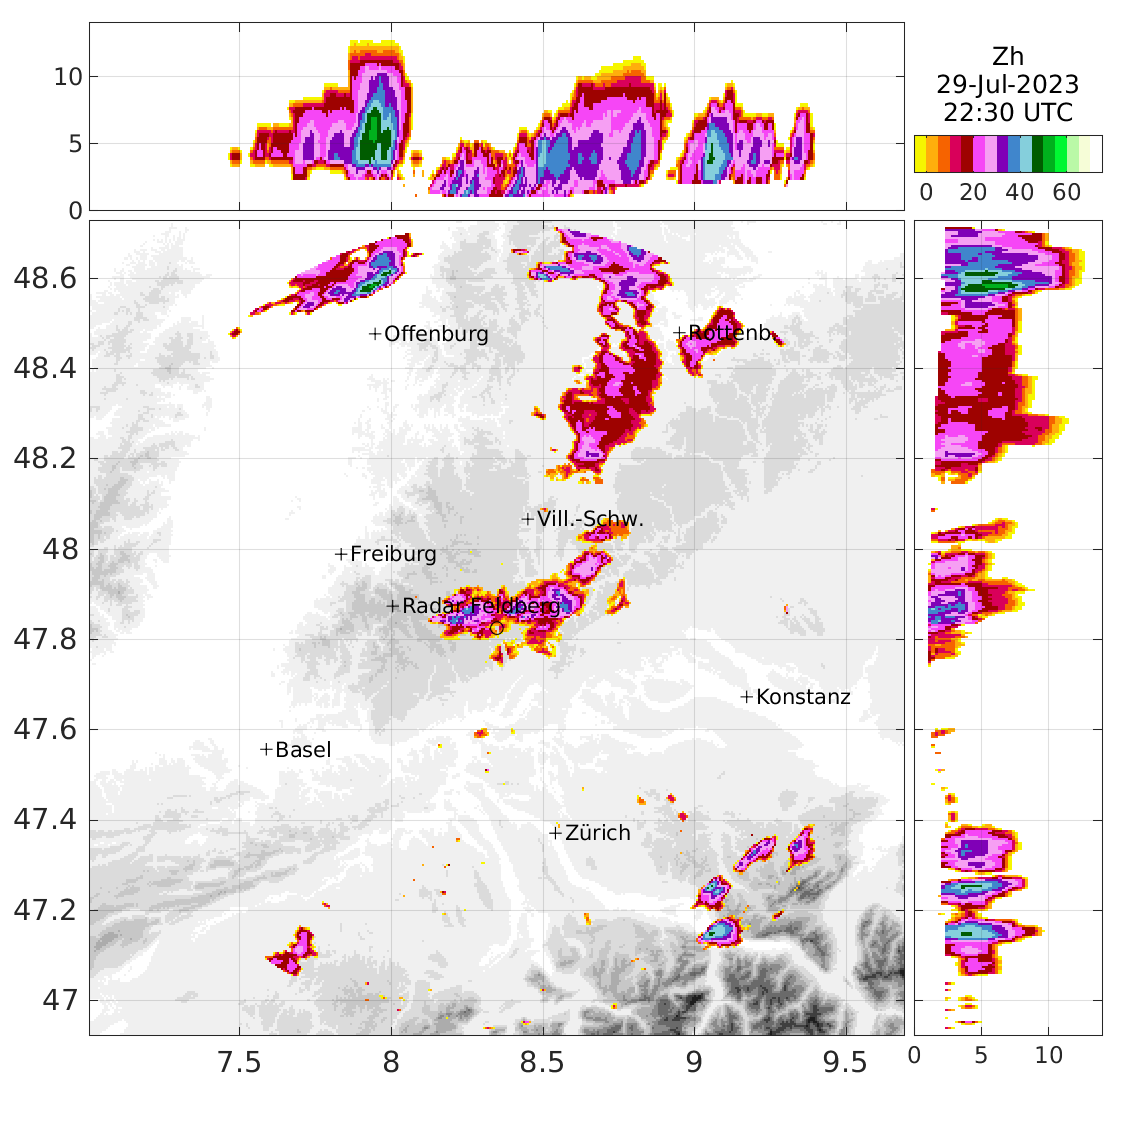 10
5
0
Zh
29-Jul-2023
22:30 UTC
0 20 40 60
48.6
48.4
48.2
48
47.8
47.6
47.4
47.2
47
+Offenburg
+Rottenb.
+Vill.-Schw.
+Freiburg
+Radar Feldberg
+Konstanz
+Basel
+Zürich
7.5 8 8.5 9 9.5
0 5 10